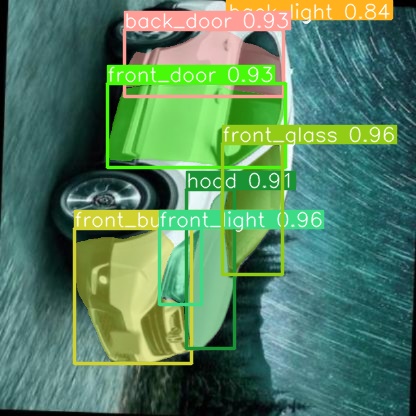 back_light 0.84
back_door 0.93
front_door 0.93
front_glass 0.96
hood 0.91
front_bu
front_light 0.96